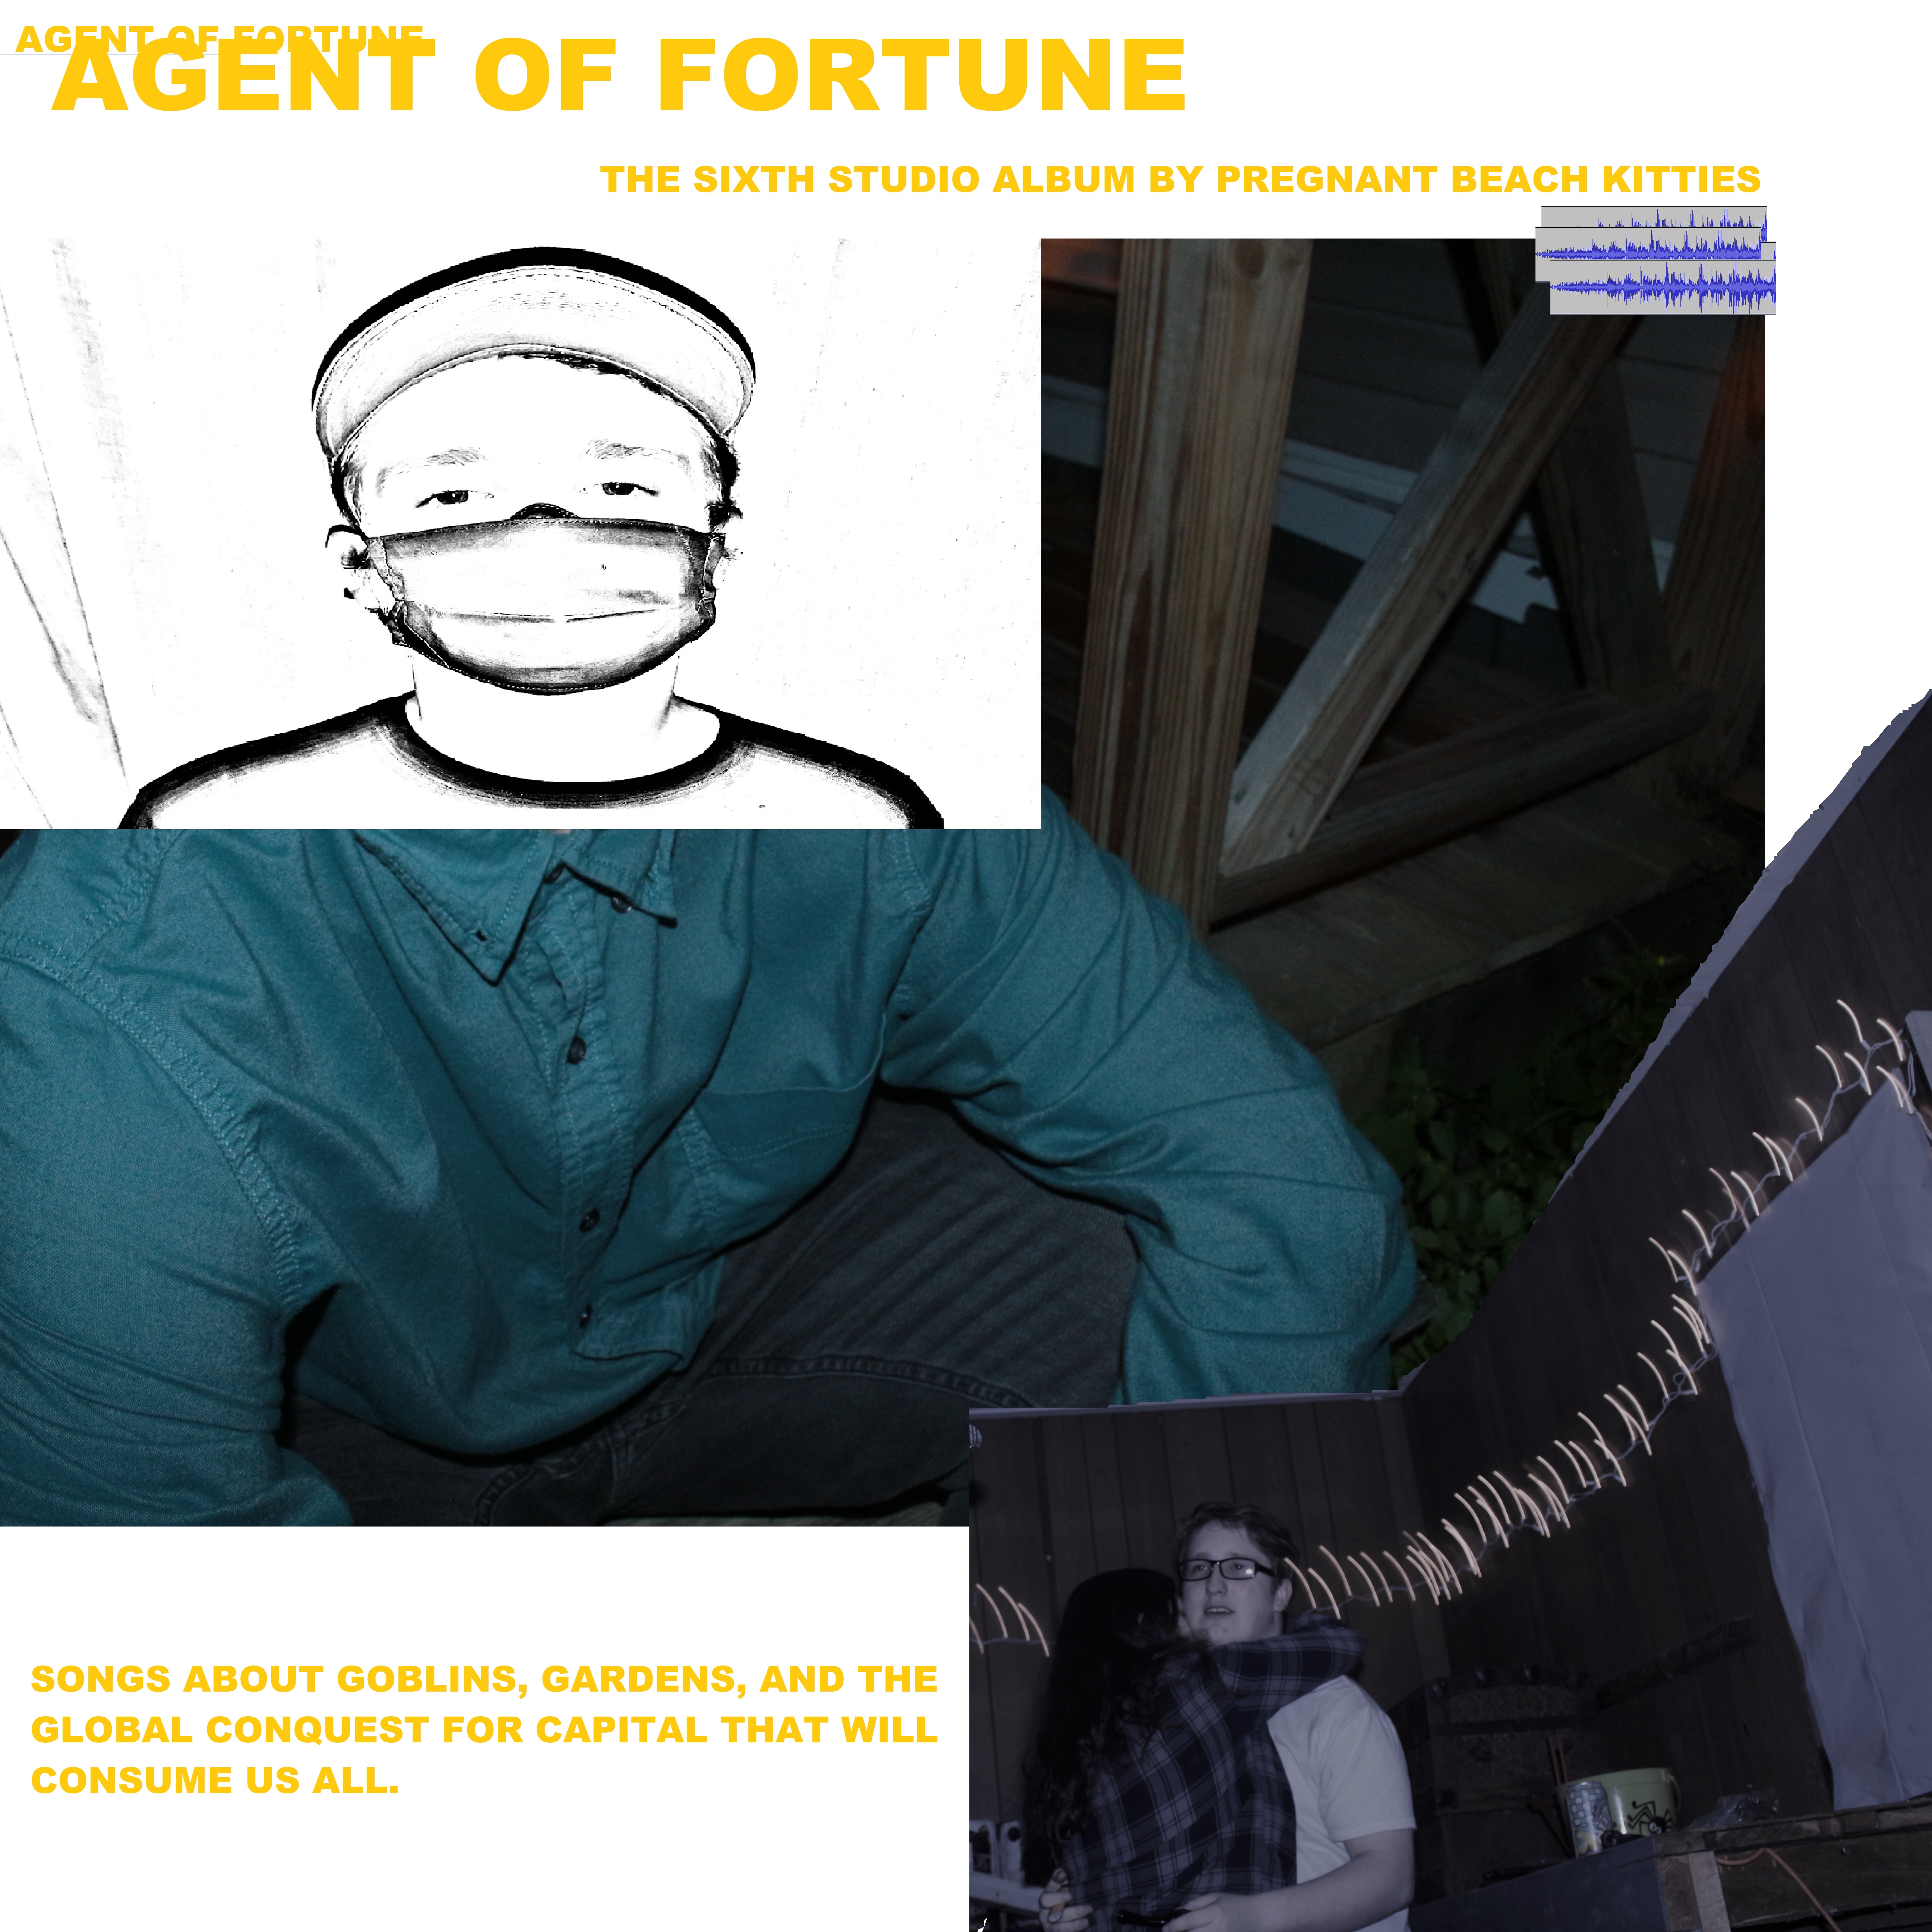 AGENT OF FORTUNE
AGENT OF FORTUNE
THE SIXTH STUDIO ALBUM BY PREGNANT BEACH KITTIES
SONGS ABOUT GOBLINS, GARDENS, AND THE
GLOBAL CONQUEST FOR CAPITAL THAT WILL
CONSUME US ALL.